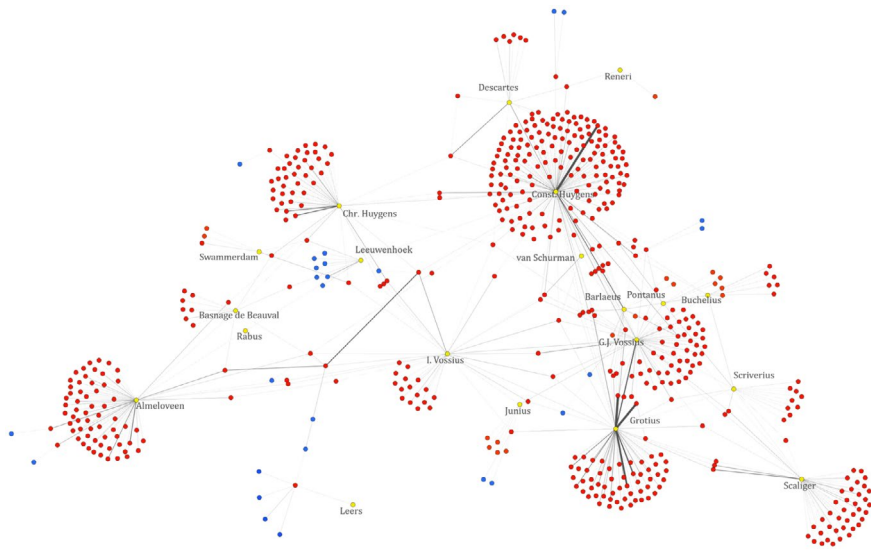 Reneri
Descartes
Const. Huygens
Chr. Huygens
Leeuwenhoek
Swammerdam
van Schurman
Barlaeus
Pontanus
Buchelius
Basnage de Beauval
Rabus
G.J. Vossius
I. Vossius
Scriverius
Almeloveen
Junius
Grotius
Scaliger
Leers